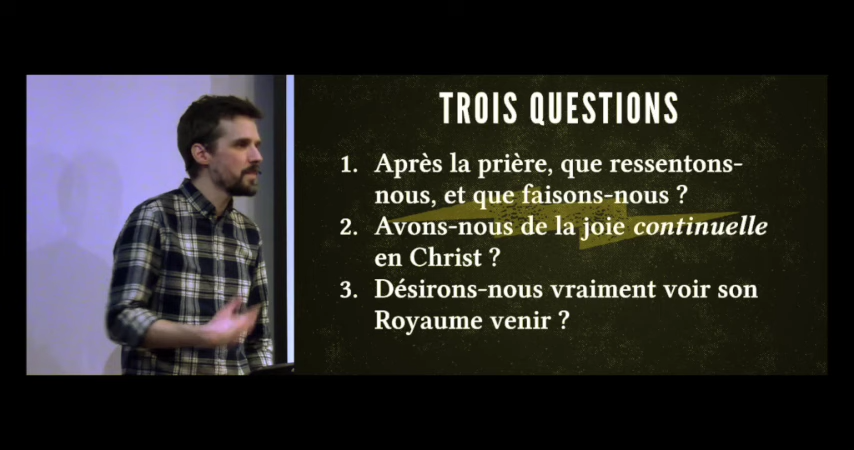 TROIS QUESTIONS
1. Après la prière, que ressentons-
nous, et que faisons-nous ?
2. Avons-nous de la joie continuelle
en Christ ?
3. Désirons-nous vraiment voir son
Royaume venir ?